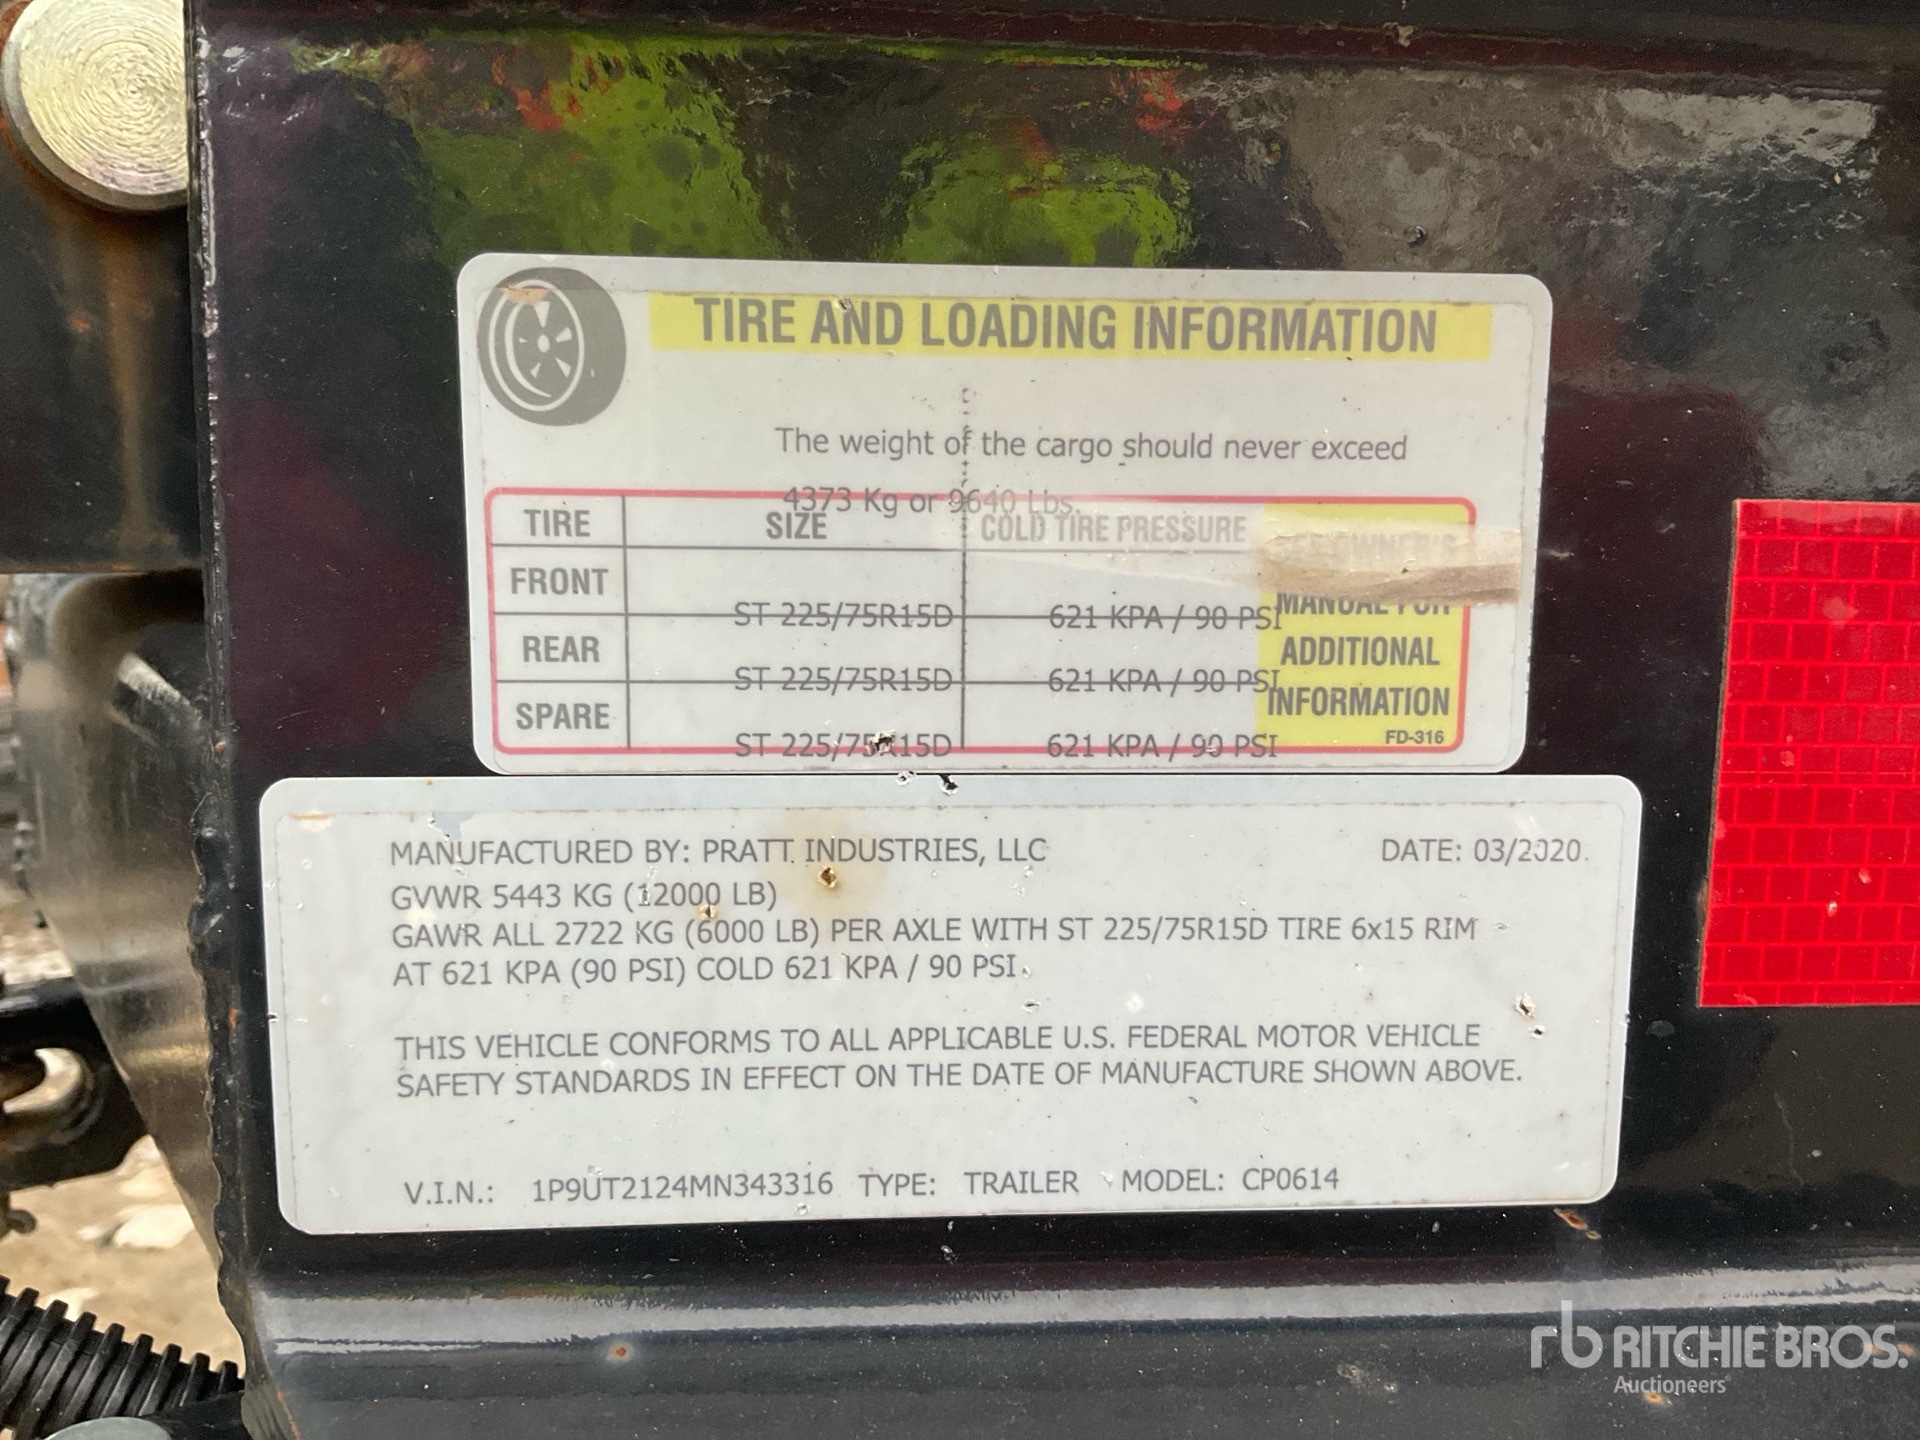 TIRE AND LOADING INFORMATION
The weight of the cargo should never exceed
4373 Kg or 9640 Lbs.
TIRE SIZE COLD TIRE PRESSURE SEE OWNER'S
MANUAL FOR
ADDITIONAL
INFORMATION
FD-316
FRONT ST 225/75R15D 621 KPA / 90 PSI
REAR ST 225/75R15D 621 KPA / 90 PSI
SPARE ST 225/75R15D 621 KPA / 90 PSI
MANUFACTURED BY: PRATT INDUSTRIES, LLC DATE: 03/2020
GVWR 5443 KG (12000 LB)
GAWR ALL 2722 KG (6000 LB) PER AXLE WITH ST 225/75R15D TIRE 6x15 RIM
AT 621 KPA (90 PSI) COLD 621 KPA / 90 PSI
THIS VEHICLE CONFORMS TO ALL APPLICABLE U.S. FEDERAL MOTOR VEHICLE
SAFETY STANDARDS IN EFFECT ON THE DATE OF MANUFACTURE SHOWN ABOVE.
V.I.N.: 1P9UT2124MN343316 TYPE: TRAILER MODEL: CP0614
rb RITCHIE BROS.
Auctioneers